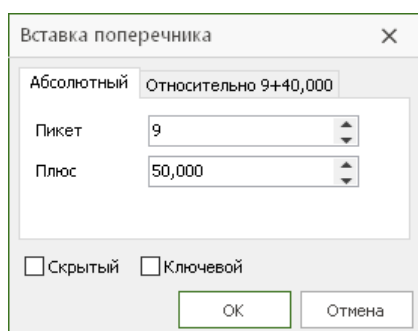 Вставка поперечника
Абсолютный Относительно 9+40,000
Пикет 9
Плюс 50,000
Скрытый Ключевой
OK Отмена